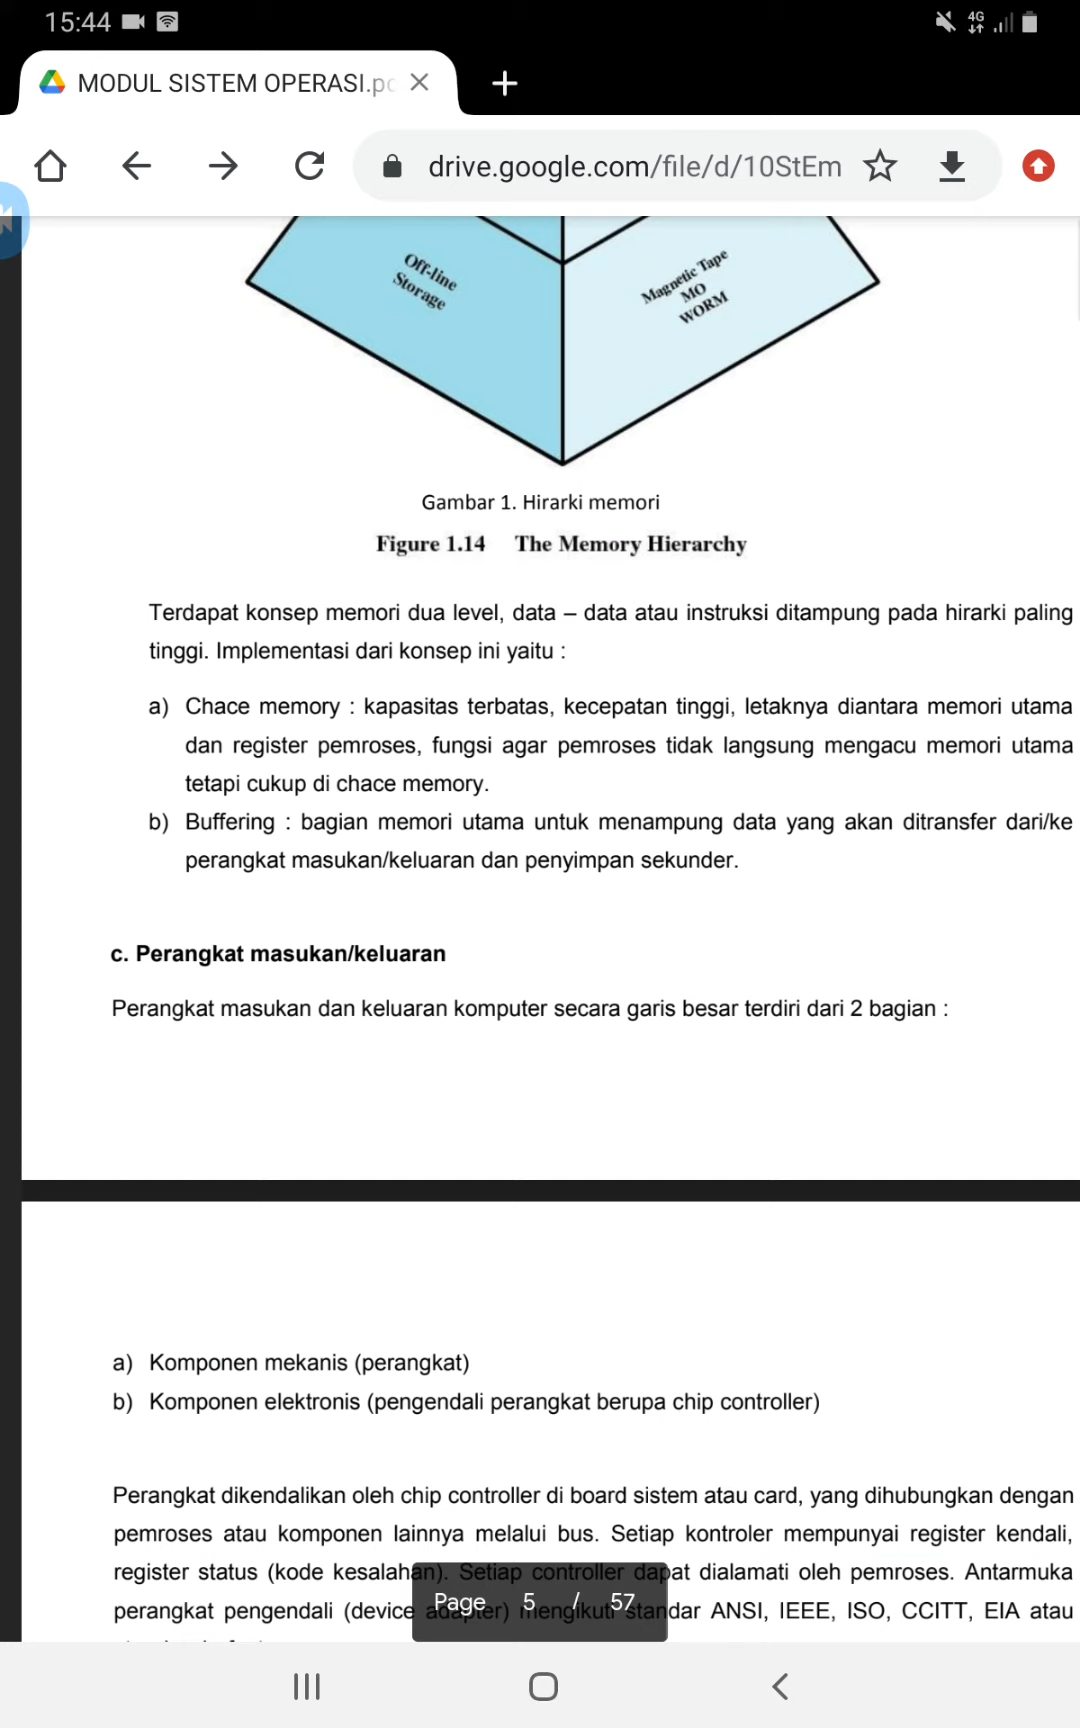 15:44
4G
MODUL SISTEM OPERASI.pd
drive.google.com/file/d/10StEm
Off-line
Storage
Magnetic Tape
MO
WORM
Gambar 1. Hirarki memori
Figure 1.14 The Memory Hierarchy
Terdapat konsep memori dua level, data – data atau instruksi ditampung pada hirarki paling
tinggi. Implementasi dari konsep ini yaitu :
a) Chace memory : kapasitas terbatas, kecepatan tinggi, letaknya diantara memori utama
dan register pemroses, fungsi agar pemroses tidak langsung mengacu memori utama
tetapi cukup di chace memory.
b) Buffering : bagian memori utama untuk menampung data yang akan ditransfer dari/ke
perangkat masukan/keluaran dan penyimpan sekunder.
c. Perangkat masukan/keluaran
Perangkat masukan dan keluaran komputer secara garis besar terdiri dari 2 bagian :
a) Komponen mekanis (perangkat)
b) Komponen elektronis (pengendali perangkat berupa chip controller)
Perangkat dikendalikan oleh chip controller di board sistem atau card, yang dihubungkan dengan
pemroses atau komponen lainnya melalui bus. Setiap kontroler mempunyai register kendali,
register status (kode kesalahan). Setiap controller dapat dialamati oleh pemroses. Antarmuka
perangkat pengendali (device adapter) mengikuti standar ANSI, IEEE, ISO, CCITT, EIA atau
Page 5 / 57